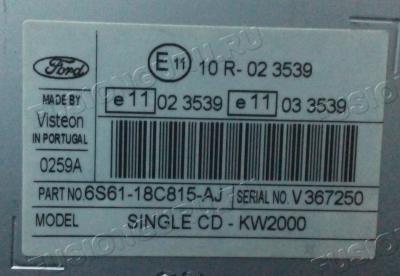 Ford
E 11 10 R- 02 3539
MADE BY
Visteon
IN PORTUGAL
0259A
e 11 02 3539 e 11 03 3539
PART NO. 6S61-18C815-AJ SERIAL NO. V 367250
MODEL SINGLE CD - KW2000